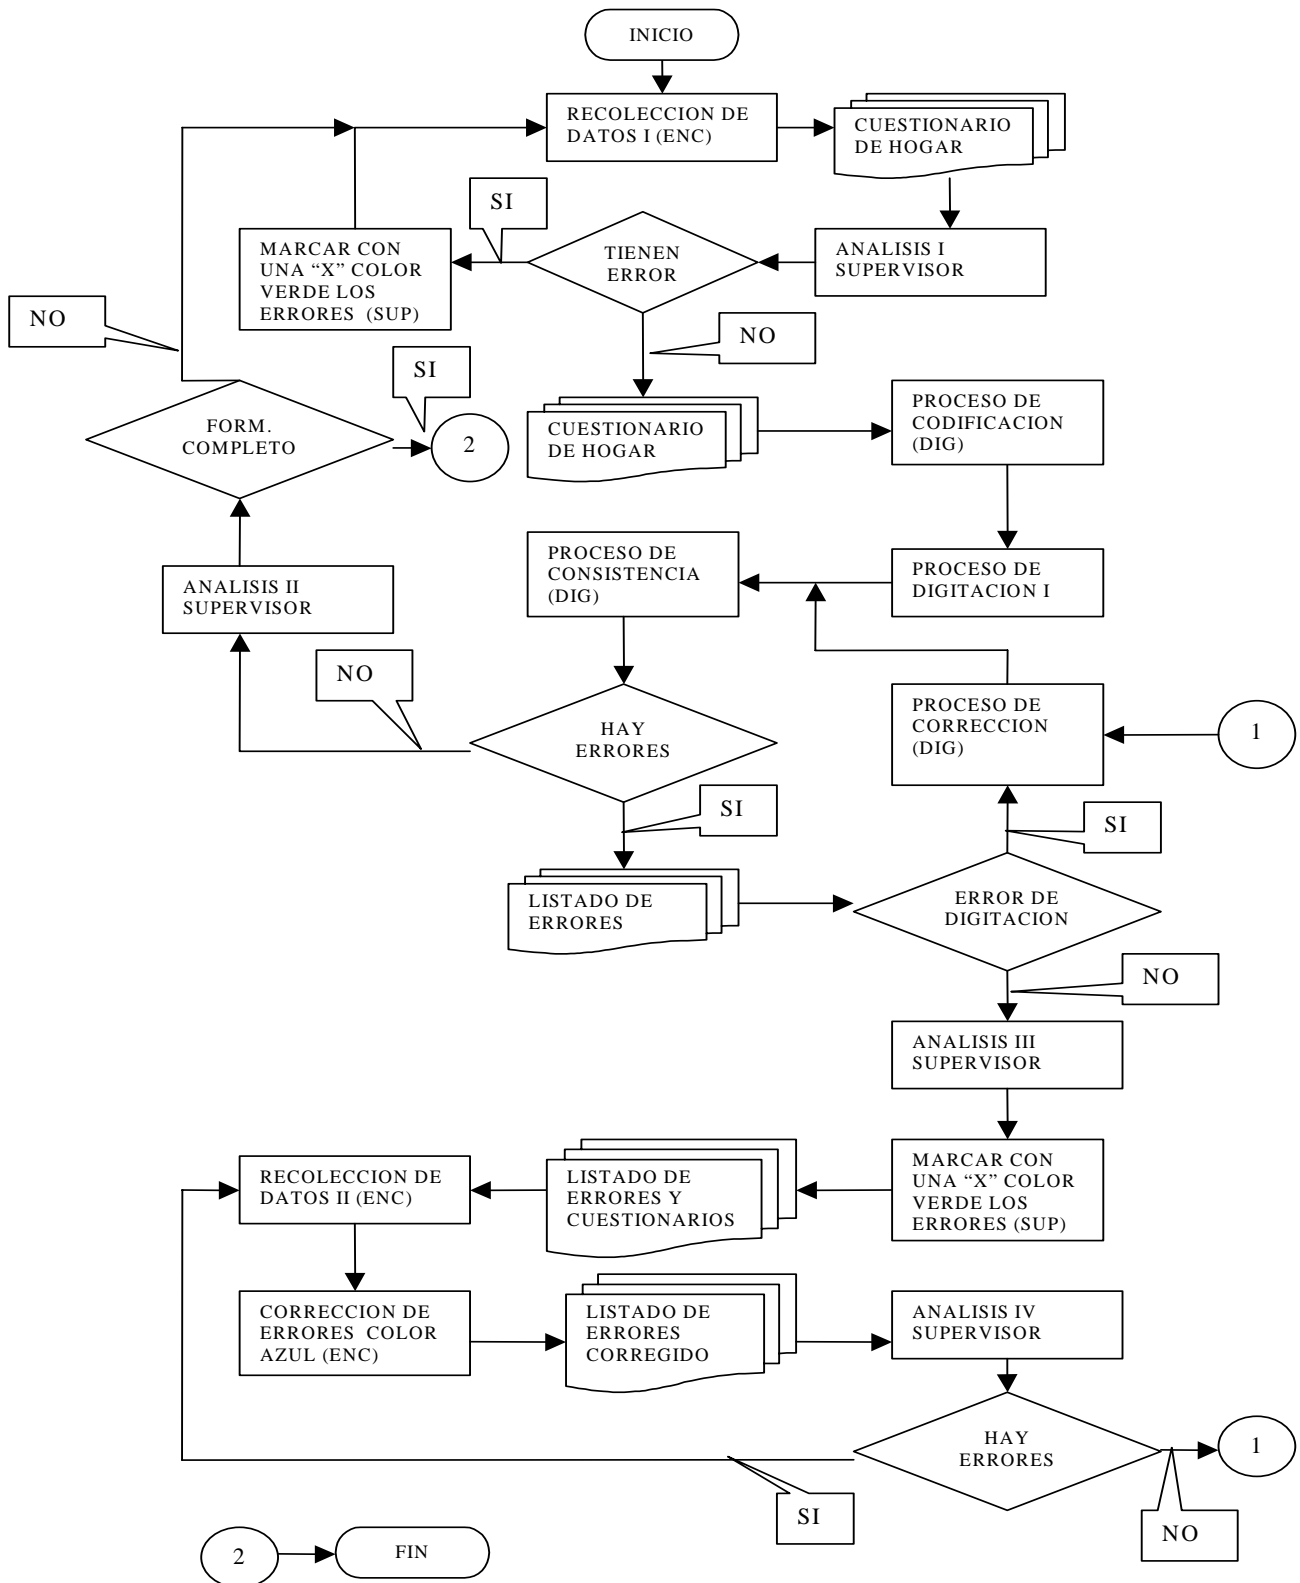 INICIO
RECOLECCION DE
DATOS I (ENC)
CUESTIONARIO
DE HOGAR
SI
MARCAR CON
UNA “X” COLOR
VERDE LOS
ERRORES (SUP)
TIENEN
ERROR
ANALISIS I
SUPERVISOR
NO
NO
SI
FORM.
COMPLETO
2
CUESTIONARIO
DE HOGAR
PROCESO DE
CODIFICACION
(DIG)
PROCESO DE
CONSISTENCIA
(DIG)
PROCESO DE
DIGITACION I
ANALISIS II
SUPERVISOR
NO
HAY
ERRORES
PROCESO DE
CORRECCION
(DIG)
1
SI
SI
LISTADO DE
ERRORES
ERROR DE
DIGITACION
NO
ANALISIS III
SUPERVISOR
RECOLECCION DE
DATOS II (ENC)
LISTADO DE
ERRORES Y
CUESTIONARIOS
MARCAR CON
UNA “X” COLOR
VERDE LOS
ERRORES (SUP)
CORRECCION DE
ERRORES COLOR
AZUL (ENC)
LISTADO DE
ERRORES
CORREGIDO
ANALISIS IV
SUPERVISOR
HAY
ERRORES
1
SI
NO
2
FIN